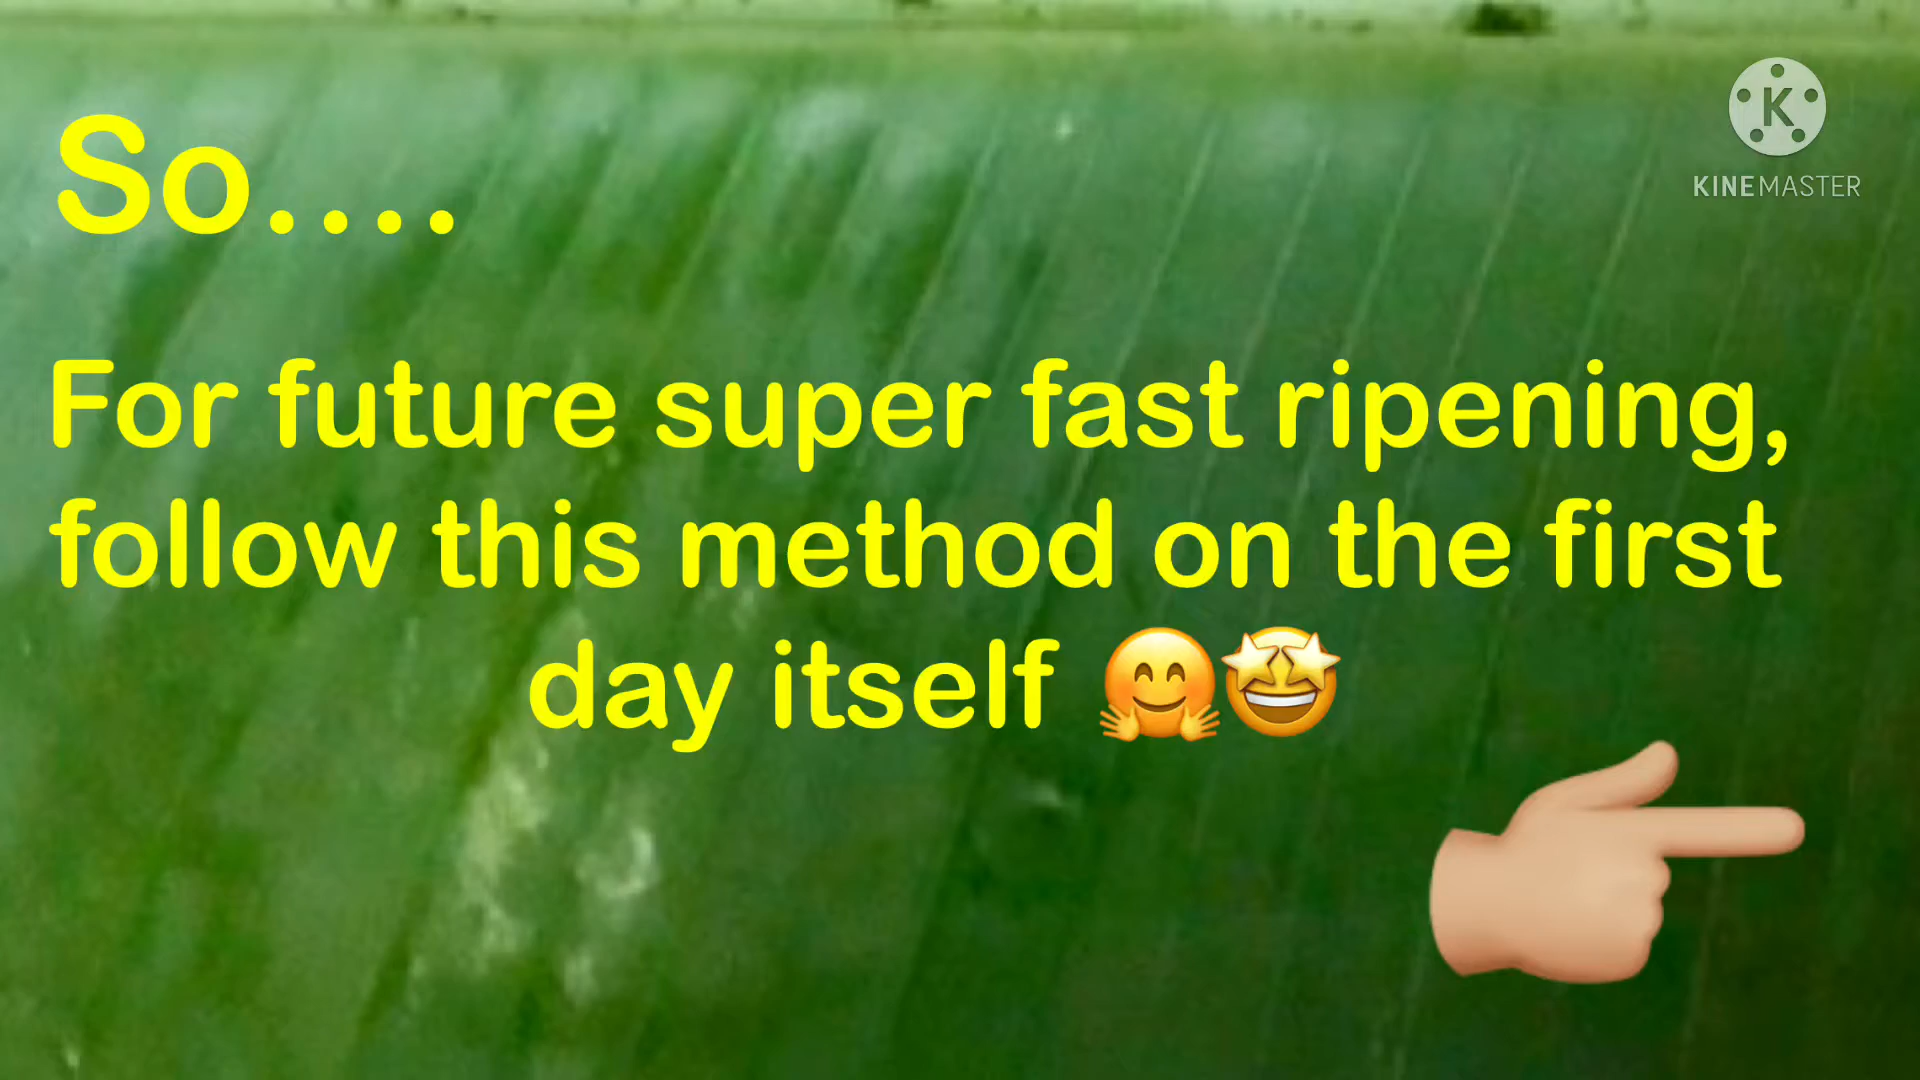 So....
K
KINEMASTER
For future super fast ripening,
follow this method on the first
day itself 🤗🤩